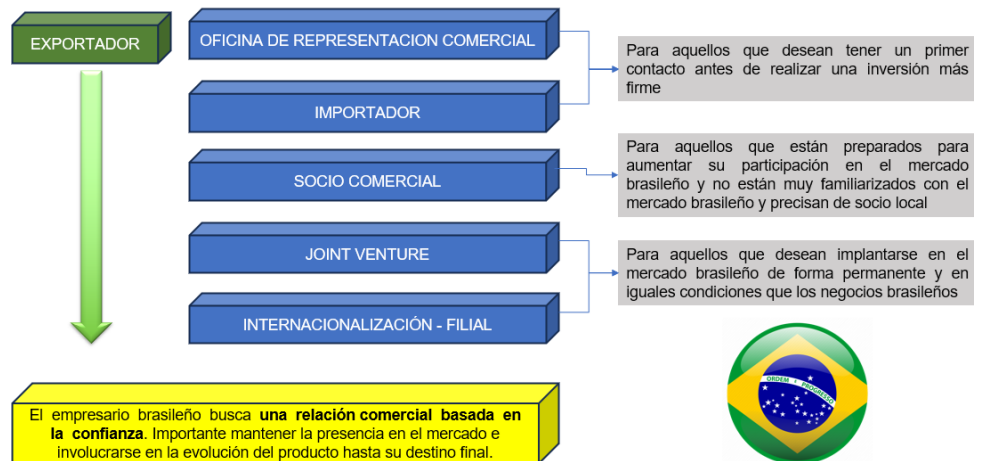 EXPORTADOR
OFICINA DE REPRESENTACION COMERCIAL
IMPORTADOR
Para aquellos que desean tener un primer
contacto antes de realizar una inversión más
firme
SOCIO COMERCIAL
Para aquellos que están preparados para
aumentar su participación en el mercado
brasileño y no están muy familiarizados con el
mercado brasileño y precisan de socio local
JOINT VENTURE
INTERNACIONALIZACIÓN - FILIAL
Para aquellos que desean implantarse en el
mercado brasileño de forma permanente y en
iguales condiciones que los negocios brasileños
El empresario brasileño busca una relación comercial basada en
la confianza. Importante mantener la presencia en el mercado e
involucrarse en la evolución del producto hasta su destino final.
ORDEM E PROGRESSO